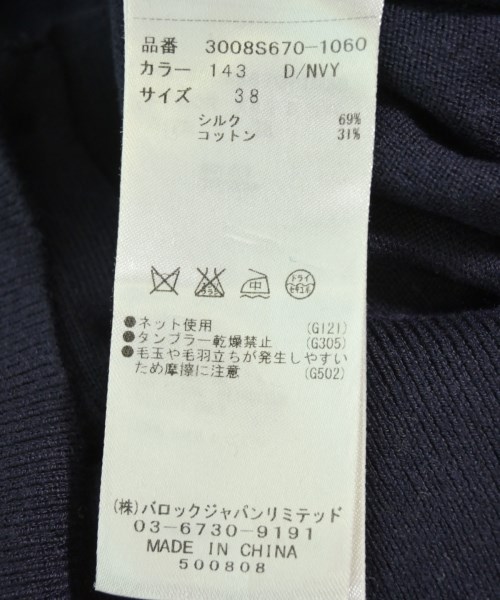 品番 3008S670-1060
カラー 143 D/NVY
サイズ 38
シルク 69%
コットン 31%
中
ドライ
●ネット使用 (G121)
●タンブラー乾燥禁止 (G305)
●毛玉や毛羽立ちが発生しやすい
ため摩擦に注意 (G502)
(株)バロックジャパンリミテッド
03-6730-9191
MADE IN CHINA
500808